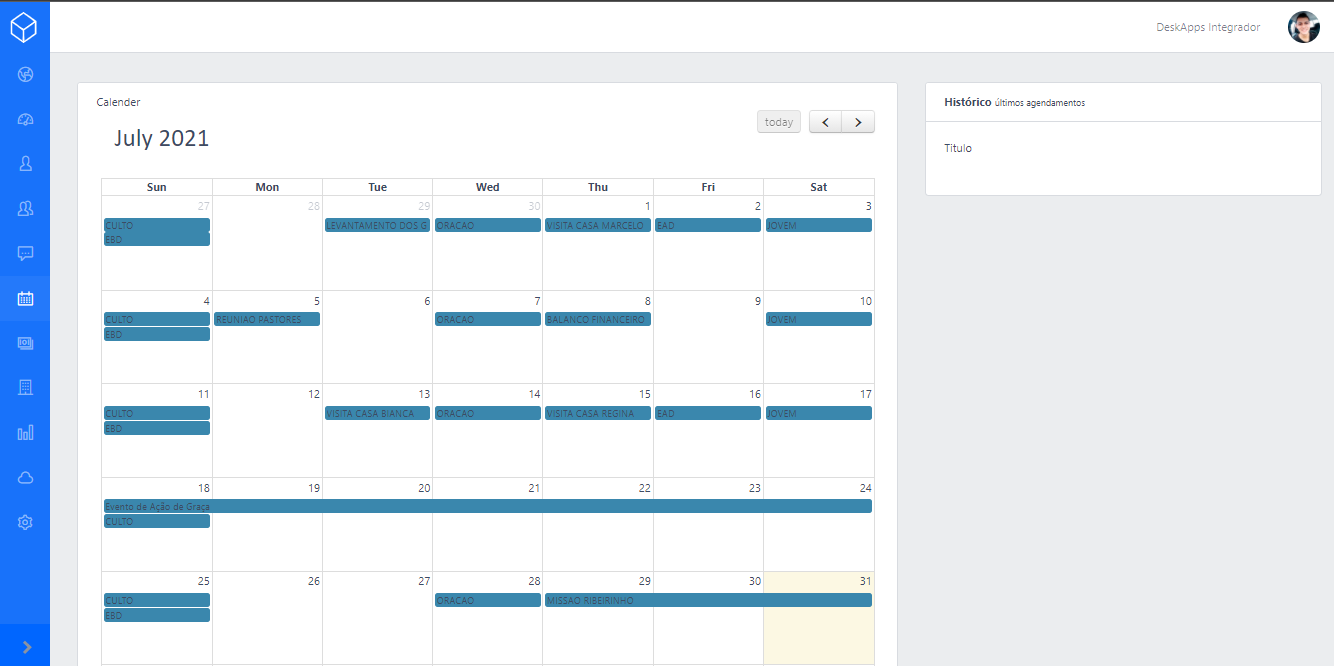 DeskApps Integrador
Calender
July 2021
today
Histórico últimos agendamentos
Titulo
Sun Mon Tue Wed Thu Fri Sat
27 28 29 30 1 2 3
CULTO LEVANTAMENTO DOS G ORACAO VISITA CASA MARCELO EAD JOVEM
EBD
4 5 6 7 8 9 10
CULTO REUNIAO PASTORES ORACAO BALANCO FINANCEIRO JOVEM
EBD
11 12 13 14 15 16 17
CULTO VISITA CASA BIANCA ORACAO VISITA CASA REGINA EAD JOVEM
EBD
18 19 20 21 22 23 24
Evento de Ação de Graça
CULTO
25 26 27 28 29 30 31
CULTO ORACAO MISSAO RIBEIRINHO
EBD